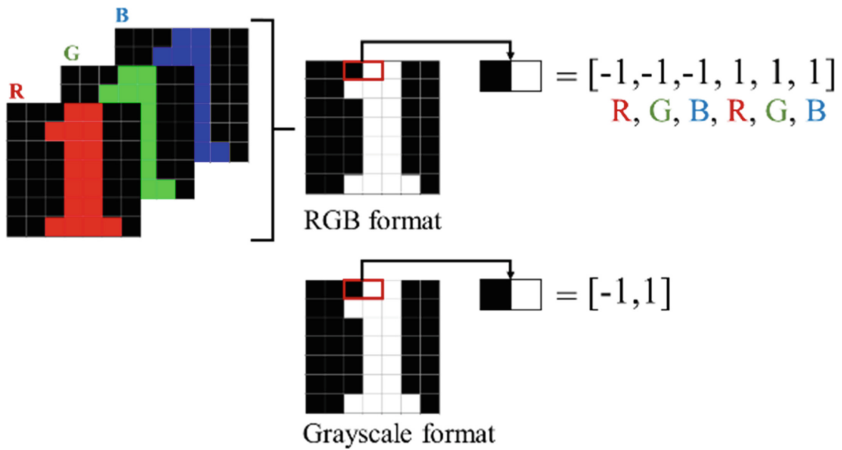 B
G
R
= [-1,-1,-1, 1, 1, 1]
R, G, B, R, G, B
RGB format
= [-1,1]
Grayscale format